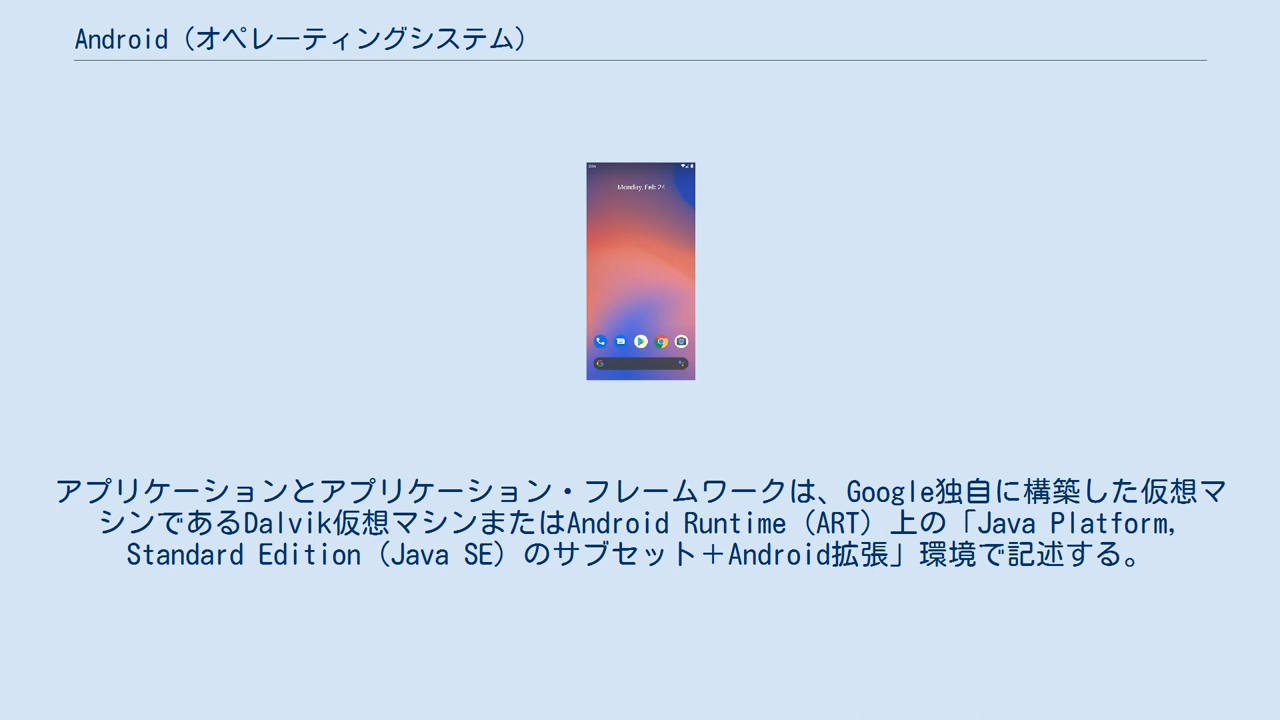 Android（オペレーティングシステム）
Monday, Feb 24
アプリケーションとアプリケーション・フレームワークは、Google独自に構築した仮想マ
シンであるDalvik仮想マシンまたはAndroid Runtime（ART）上の「Java Platform,
Standard Edition（Java SE）のサブセット＋Android拡張」環境で記述する。